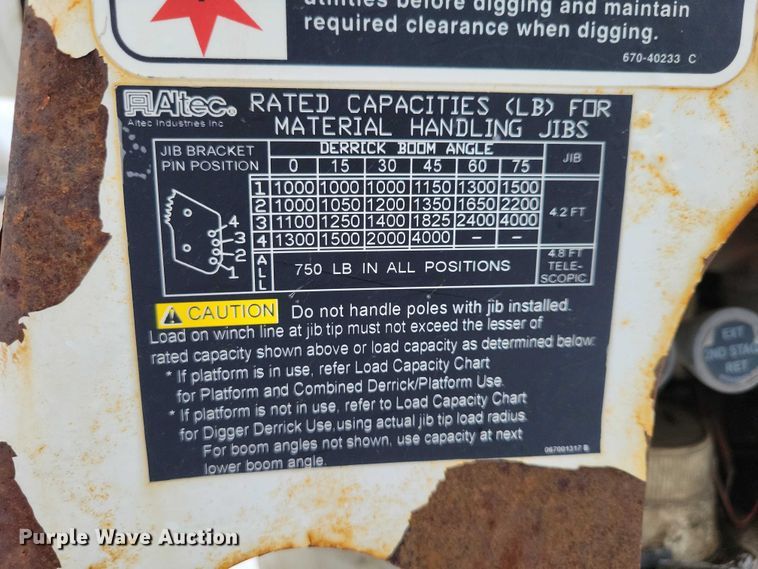 utilities before digging and maintain
required clearance when digging.
670-40233 C
Altec® RATED CAPACITIES (LB) FOR
Altec Industries Inc MATERIAL HANDLING JIBS
JIB BRACKET PIN POSITION DERRICK BOOM ANGLE JIB
0 15 30 45 60 75
1 1000 1000 1000 1150 1300 1500
2 1000 1050 1200 1350 1650 2200
3 1100 1250 1400 1825 2400 4000
4 1300 1500 2000 4000 – –
4.2 FT
4
3
2
1
ALL 750 LB IN ALL POSITIONS 4.8 FT TELE-SCOPIC
CAUTION Do not handle poles with jib installed.
Load on winch line at jib tip must not exceed the lesser of
rated capacity shown above or load capacity as determined below:
* If platform is in use, refer Load Capacity Chart
for Platform and Combined Derrick/Platform Use.
* If platform is not in use, refer to Load Capacity Chart
for Digger Derrick Use, using actual jib tip load radius.
For boom angles not shown, use capacity at next
lower boom angle.
067001317 B
EXT
2ND STAGE
RET
Purple Wave Auction